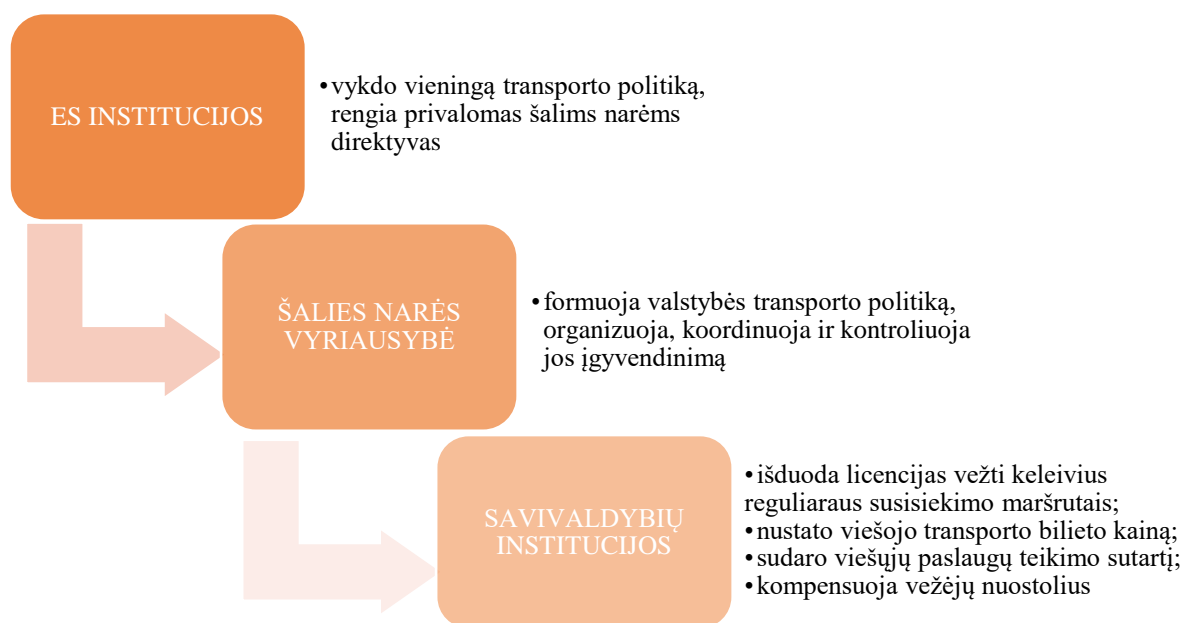 ES INSTITUCIJOS
•vykdo vieningą transporto politiką,
rengia privalomas šalims narėms
direktyvas
ŠALIES NARĖS
VYRIAUSYBĖ
•formuoja valstybės transporto politiką,
organizuoja, koordinuoja ir kontroliuoja
jos įgyvendinimą
SAVIVALDYBIŲ
INSTITUCIJOS
•išduoda licencijas vežti keleivius
reguliaraus susisiekimo maršrutais;
•nustato viešojo transporto bilieto kainą;
•sudaro viešųjų paslaugų teikimo sutartį;
•kompensuoja vežėjų nuostolius